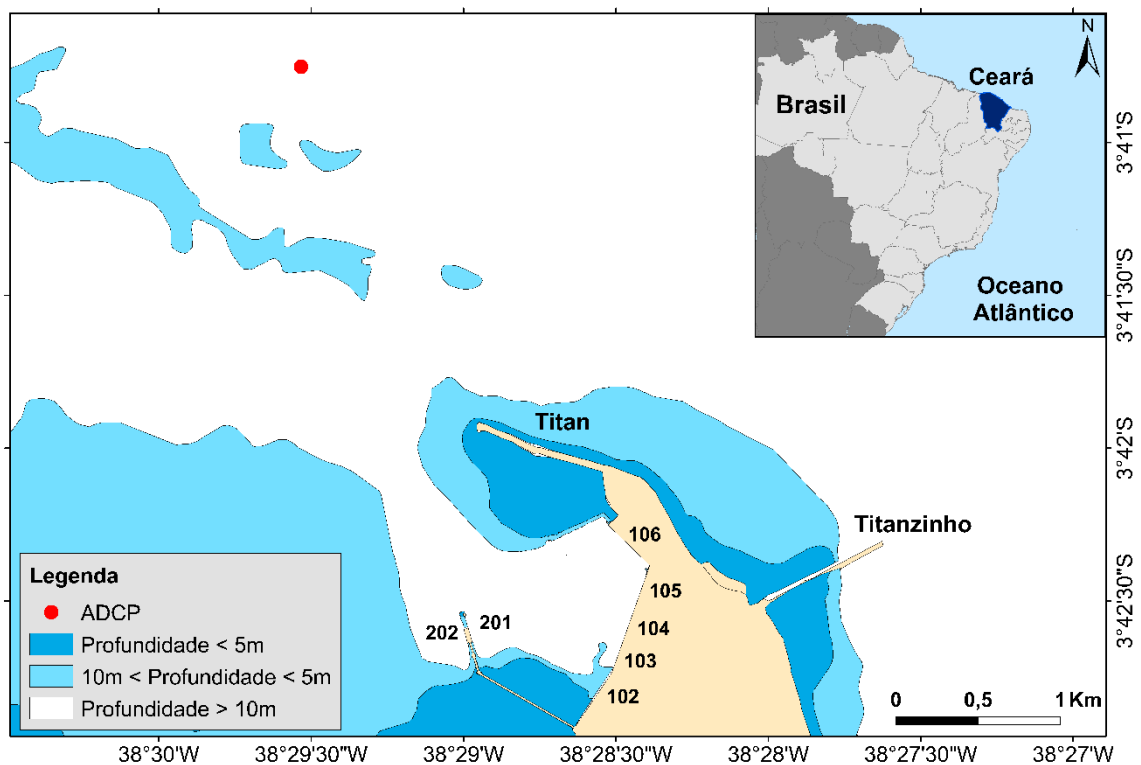 N
Ceará
Brasil
Oceano
Atlântico
3°41'S
3°41'30"S
3°42'S
3°42'30"S
Titan
Titanzinho
106
105
104
103
102
201
202
Legenda
ADCP
Profundidade < 5m
10m < Profundidade < 5m
Profundidade > 10m
0 0,5 1 Km
38°30'W 38°29'30"W 38°29'W 38°28'30"W 38°28'W 38°27'30"W 38°27'W